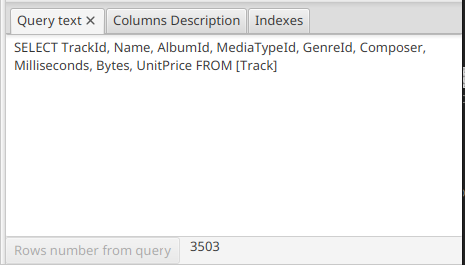 Query text ✕ Columns Description Indexes
SELECT TrackId, Name, AlbumId, MediaTypeId, GenreId, Composer,
Milliseconds, Bytes, UnitPrice FROM [Track]
Rows number from query 3503